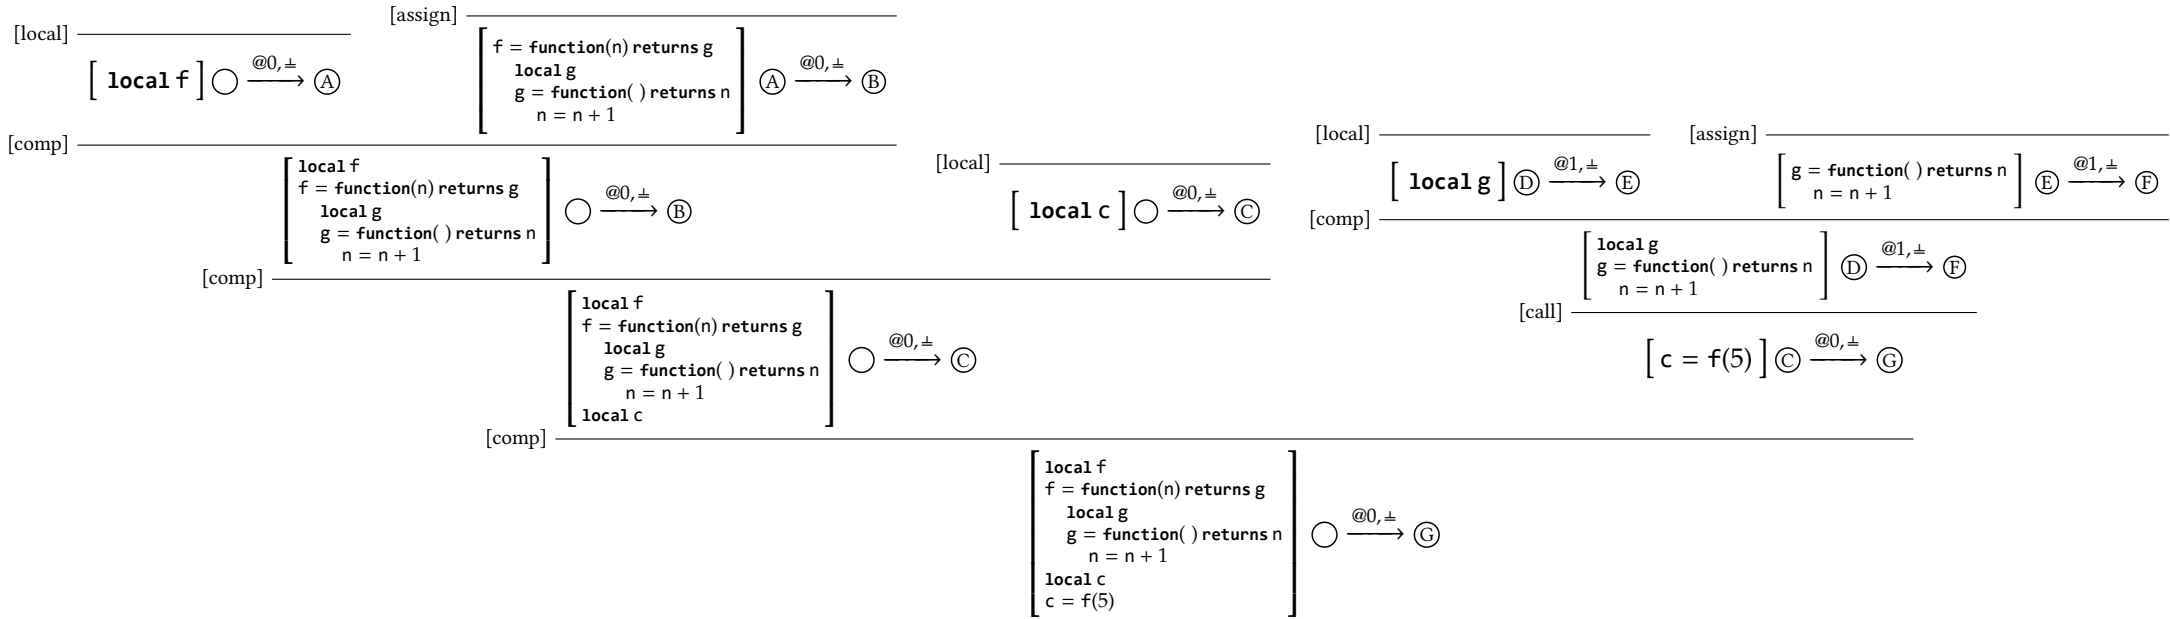 [local]
[ local f ] ◯ @0, ⫨ ⟶ Ⓐ
[assign]
f = function(n) returns g
local g
g = function( ) returns n
n = n + 1
Ⓐ @0, ⫨ ⟶ Ⓑ
[comp]
local f
f = function(n) returns g
local g
g = function( ) returns n
n = n + 1
◯ @0, ⫨ ⟶ Ⓑ
[local]
[ local c ] ◯ @0, ⫨ ⟶ Ⓒ
[comp]
local f
f = function(n) returns g
local g
g = function( ) returns n
n = n + 1
local c
◯ @0, ⫨ ⟶ Ⓒ
[local]
[ local g ] Ⓓ @1, ⫨ ⟶ Ⓔ
[assign]
g = function( ) returns n
n = n + 1
Ⓔ @1, ⫨ ⟶ Ⓕ
[comp]
local g
g = function( ) returns n
n = n + 1
Ⓓ @1, ⫨ ⟶ Ⓕ
[call]
[ c = f(5) ] Ⓒ @0, ⫨ ⟶ Ⓖ
[comp]
local f
f = function(n) returns g
local g
g = function( ) returns n
n = n + 1
local c
c = f(5)
◯ @0, ⫨ ⟶ Ⓖ